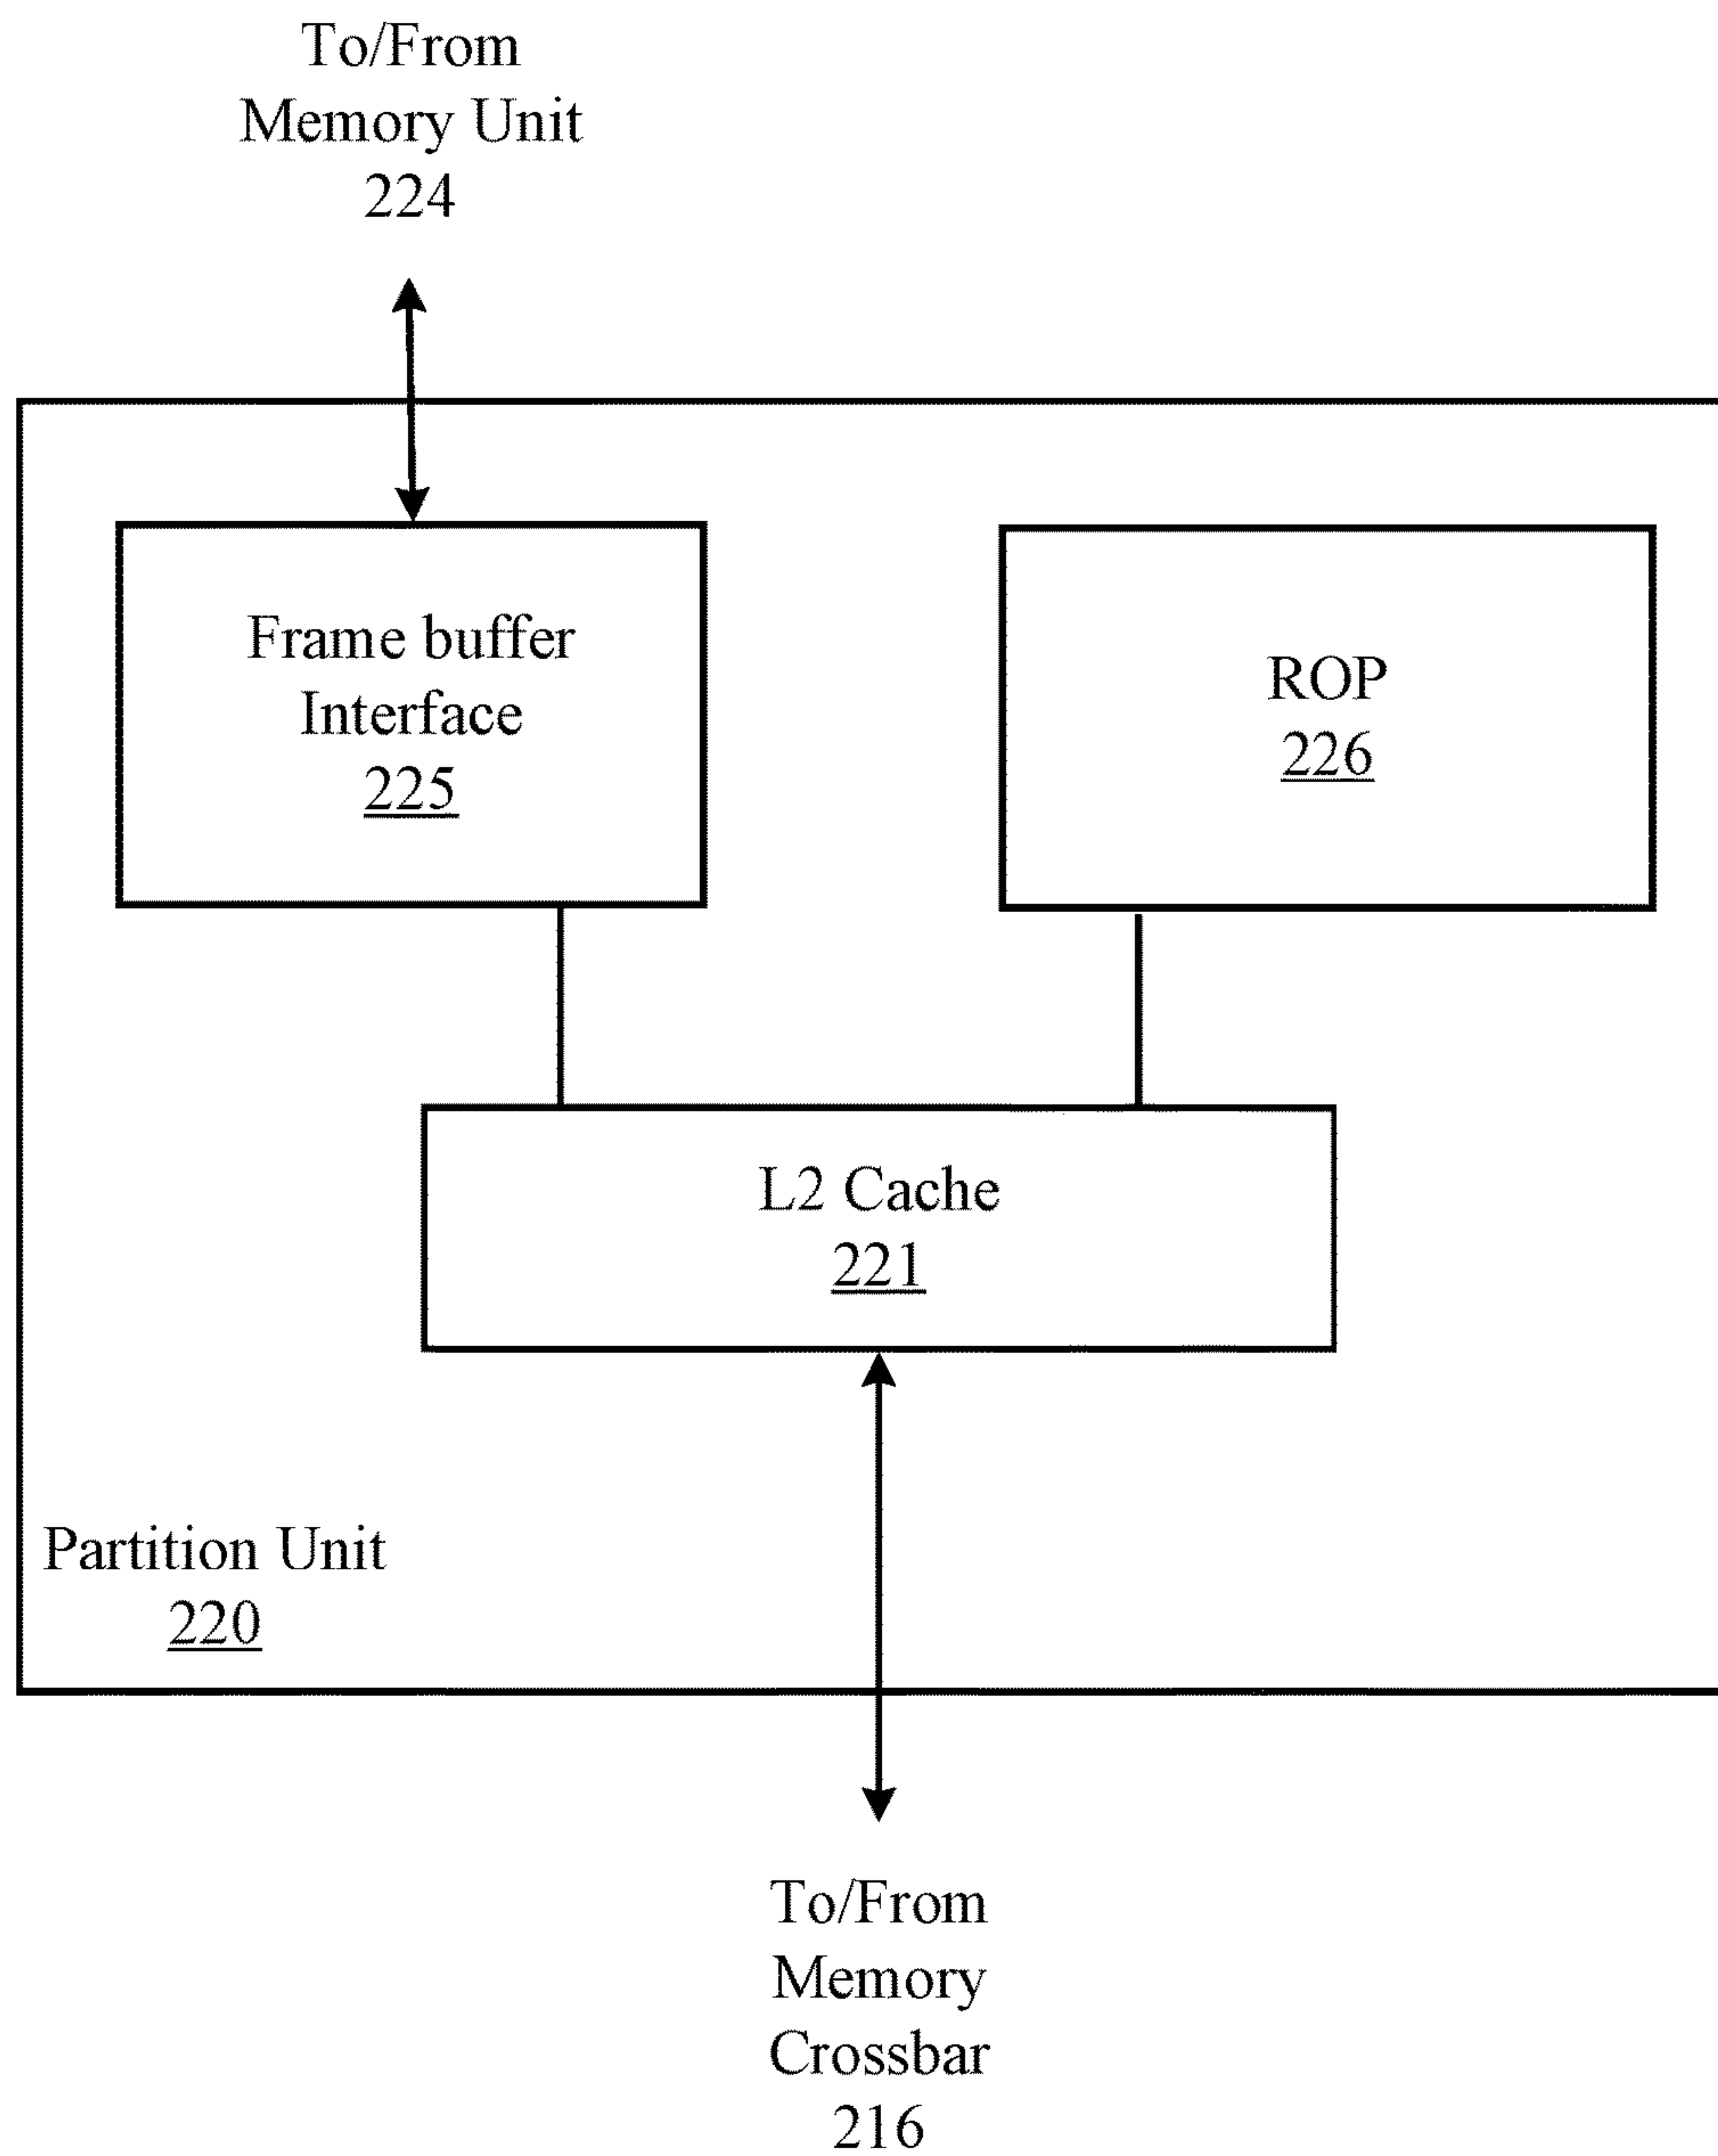 To/From
Memory Unit
224
Frame buffer
Interface
225
ROP
226
L2 Cache
221
Partition Unit
220
To/From
Memory
Crossbar
216